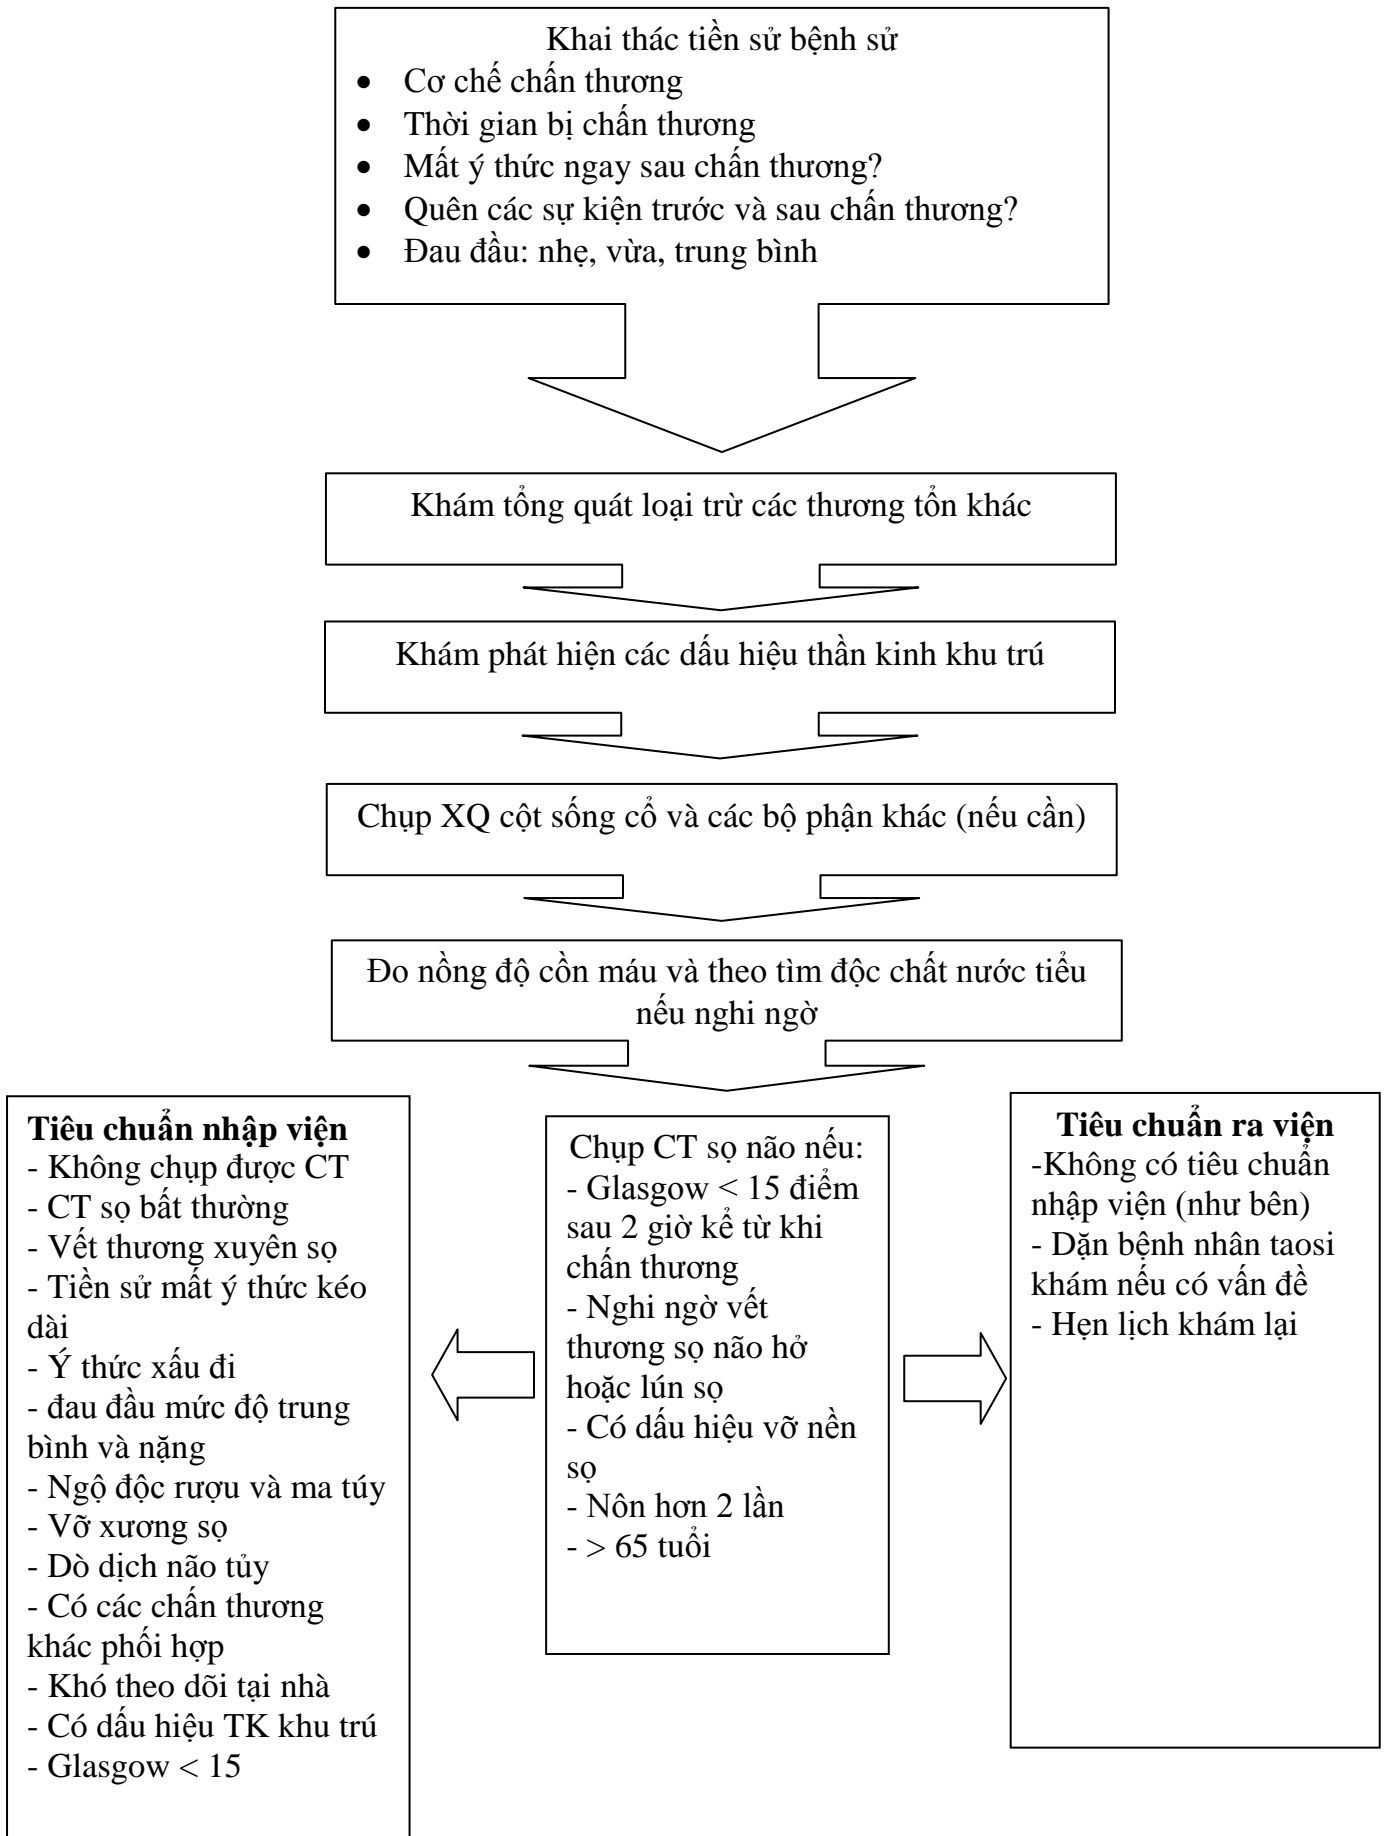 Khai thác tiền sử bệnh sử
• Cơ chế chấn thương
• Thời gian bị chấn thương
• Mất ý thức ngay sau chấn thương?
• Quên các sự kiện trước và sau chấn thương?
• Đau đầu: nhẹ, vừa, trung bình
Khám tổng quát loại trừ các thương tổn khác
Khám phát hiện các dấu hiệu thần kinh khu trú
Chụp XQ cột sống cổ và các bộ phận khác (nếu cần)
Đo nồng độ cồn máu và theo tìm độc chất nước tiểu
nếu nghi ngờ
Tiêu chuẩn nhập viện
- Không chụp được CT
- CT sọ bất thường
- Vết thương xuyên sọ
- Tiền sử mất ý thức kéo
dài
- Ý thức xấu đi
- đau đầu mức độ trung
bình và nặng
- Ngộ độc rượu và ma túy
- Vỡ xương sọ
- Dò dịch não tủy
- Có các chấn thương
khác phối hợp
- Khó theo dõi tại nhà
- Có dấu hiệu TK khu trú
- Glasgow < 15
Chụp CT sọ não nếu:
- Glasgow < 15 điểm
sau 2 giờ kể từ khi
chấn thương
- Nghi ngờ vết
thương sọ não hở
hoặc lún sọ
- Có dấu hiệu vỡ nền
sọ
- Nôn hơn 2 lần
- > 65 tuổi
Tiêu chuẩn ra viện
-Không có tiêu chuẩn
nhập viện (như bên)
- Dặn bệnh nhân taosi
khám nếu có vấn đề
- Hẹn lịch khám lại